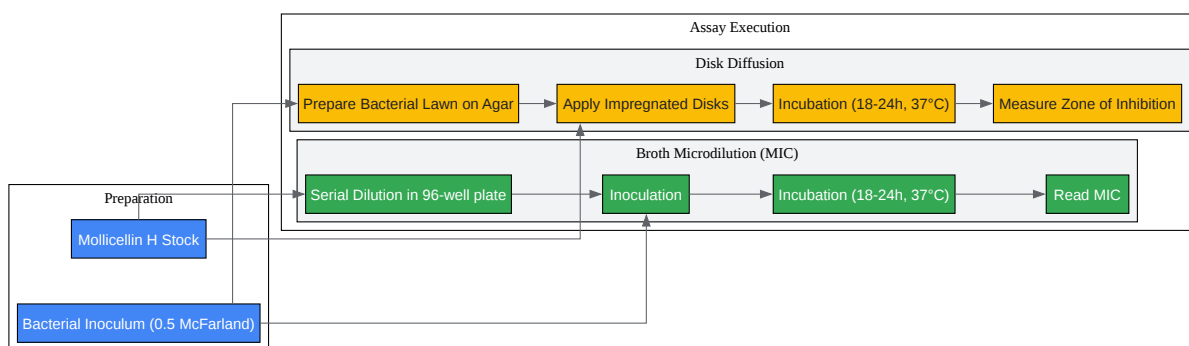 Assay Execution
Disk Diffusion
Prepare Bacterial Lawn on Agar
Apply Impregnated Disks
Incubation (18-24h, 37°C)
Measure Zone of Inhibition
Broth Microdilution (MIC)
Serial Dilution in 96-well plate
Inoculation
Incubation (18-24h, 37°C)
Read MIC
Preparation
Mollicellin H Stock
Bacterial Inoculum (0.5 McFarland)